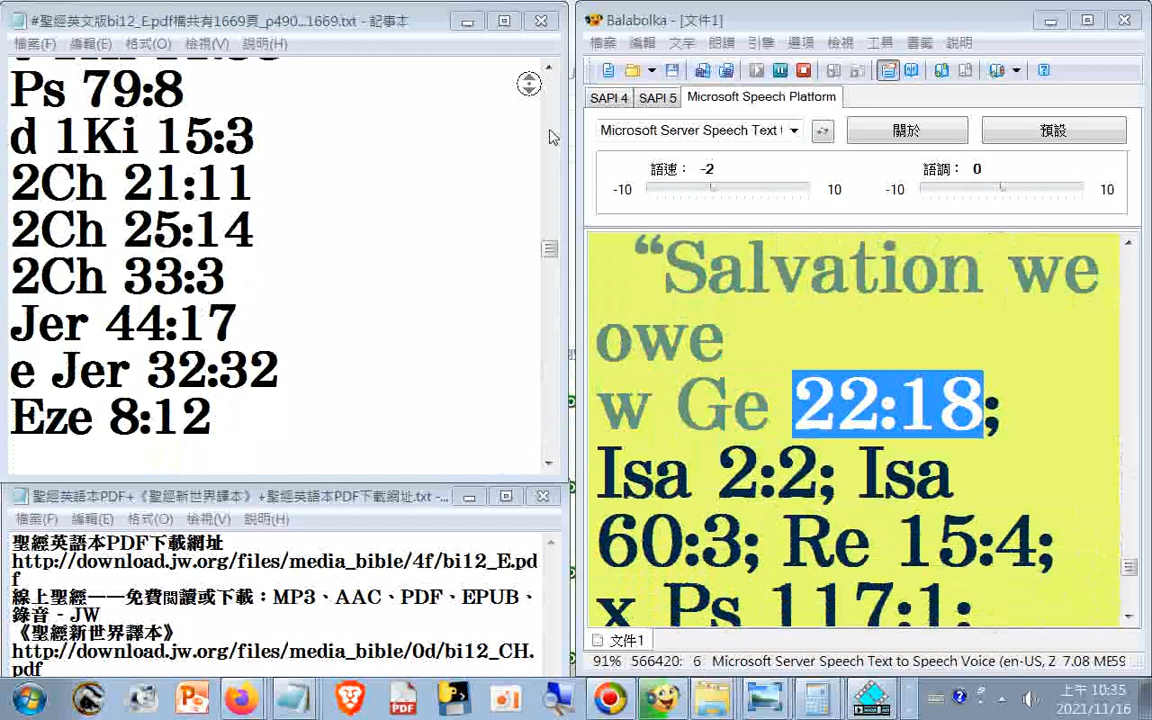 #聖經英文版bi12_E.pdf檔共有1669頁_p490...1669.txt - 記事本
檔案(F) 編輯(E) 格式(O) 檢視(V) 說明(H)
Ps 79:8
d 1Ki 15:3
2Ch 21:11
2Ch 25:14
2Ch 33:3
Jer 44:17
e Jer 32:32
Eze 8:12
聖經英語本PDF+《聖經新世界譯本》+聖經英語本PDF下載網址.txt - ...
檔案(F) 編輯(E) 格式(O) 檢視(V) 說明(H)
聖經英語本PDF下載網址
http://download.jw.org/files/media_bible/4f/bi12_E.pd
f
線上聖經——免費閱讀或下載：MP3、AAC、PDF、EPUB、
錄音 - JW
《聖經新世界譯本》
http://download.jw.org/files/media_bible/0d/bi12_CH.
pdf
Balabolka - [文件1]
檔案 編輯 文字 朗讀 引擎 選項 檢視 工具 書籤 說明
SAPI 4 SAPI 5 Microsoft Speech Platform
Microsoft Server Speech Text 關於 預設
語速： -2 語調： 0
-10 10 -10 10
“Salvation we
owe
w Ge 22:18;
Isa 2:2; Isa
60:3; Re 15:4;
x Ps 117:1;
文件1
91% 566420: 6 Microsoft Server Speech Text to Speech Voice (en-US, Z 7.08 ME
上午 10:35
2021/11/16